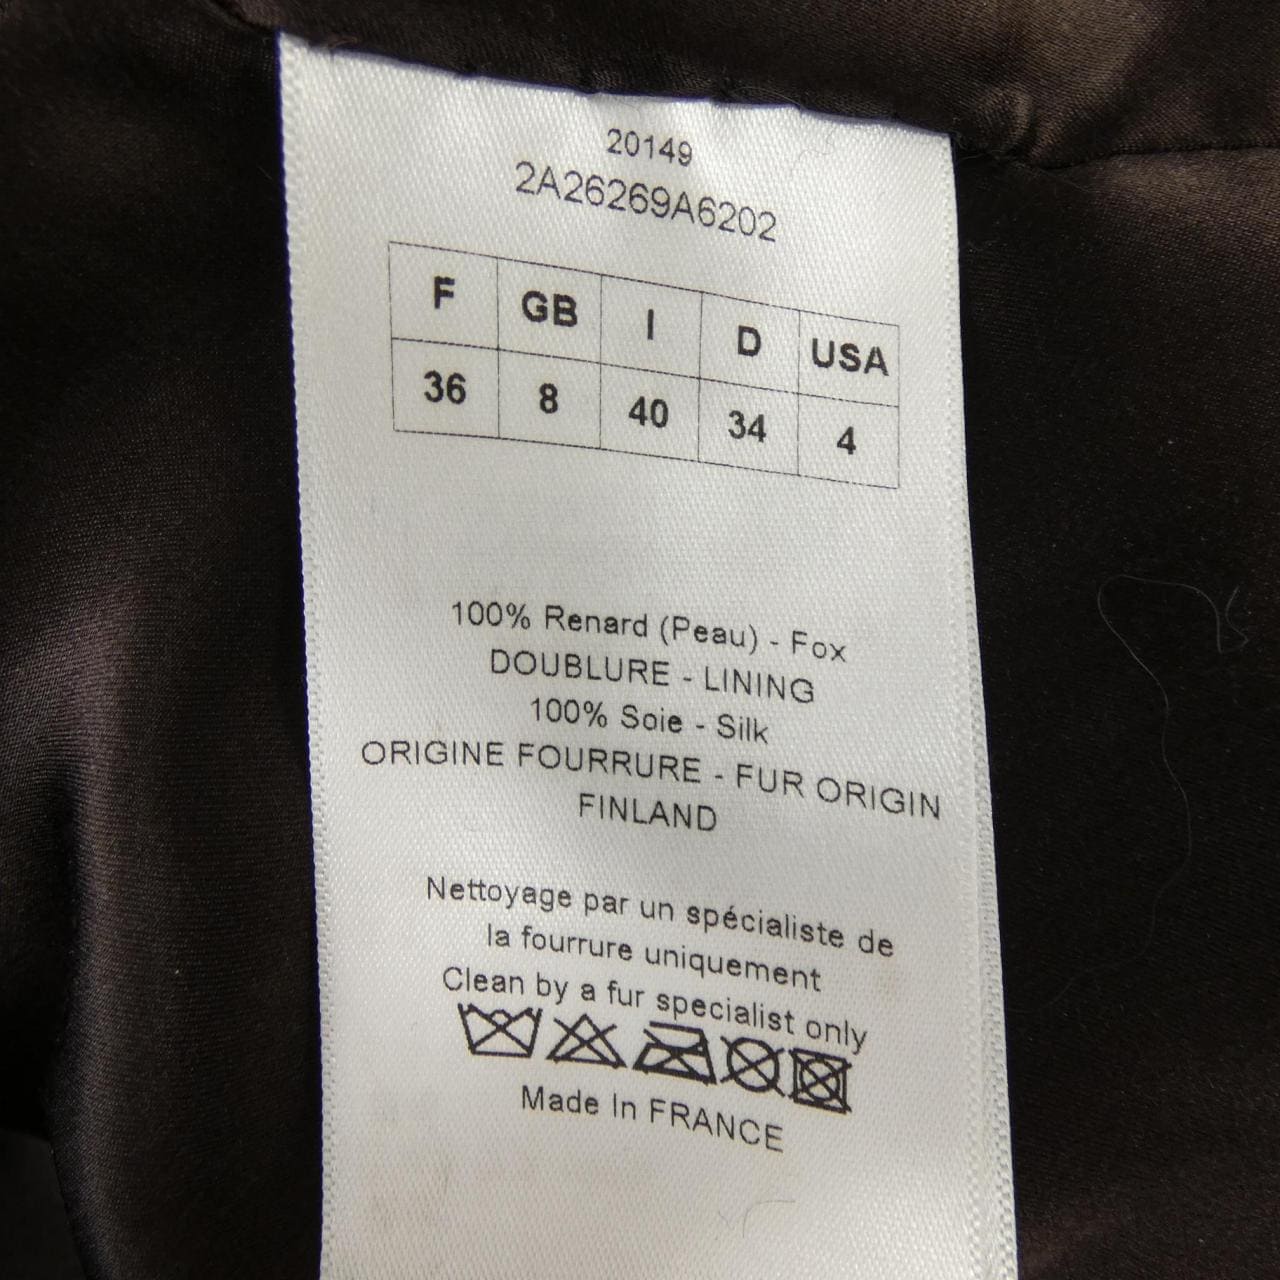 20149
2A26269A6202
F GB I D USA
36 8 40 34 4
100% Renard (Peau) - Fox
DOUBLURE - LINING
100% Soie - Silk
ORIGINE FOURRURE - FUR ORIGIN
FINLAND
Nettoyage par un spécialiste de
la fourrure uniquement
Clean by a fur specialist only
Made In FRANCE